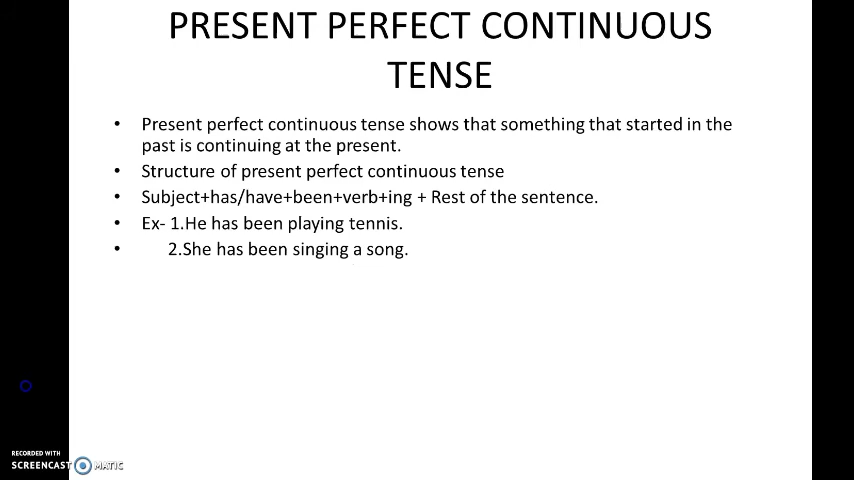 PRESENT PERFECT CONTINUOUS
TENSE
• Present perfect continuous tense shows that something that started in the
past is continuing at the present.
• Structure of present perfect continuous tense
• Subject+has/have+been+verb+ing + Rest of the sentence.
• Ex- 1.He has been playing tennis.
• 2.She has been singing a song.
RECORDED WITH
SCREENCAST MATIC